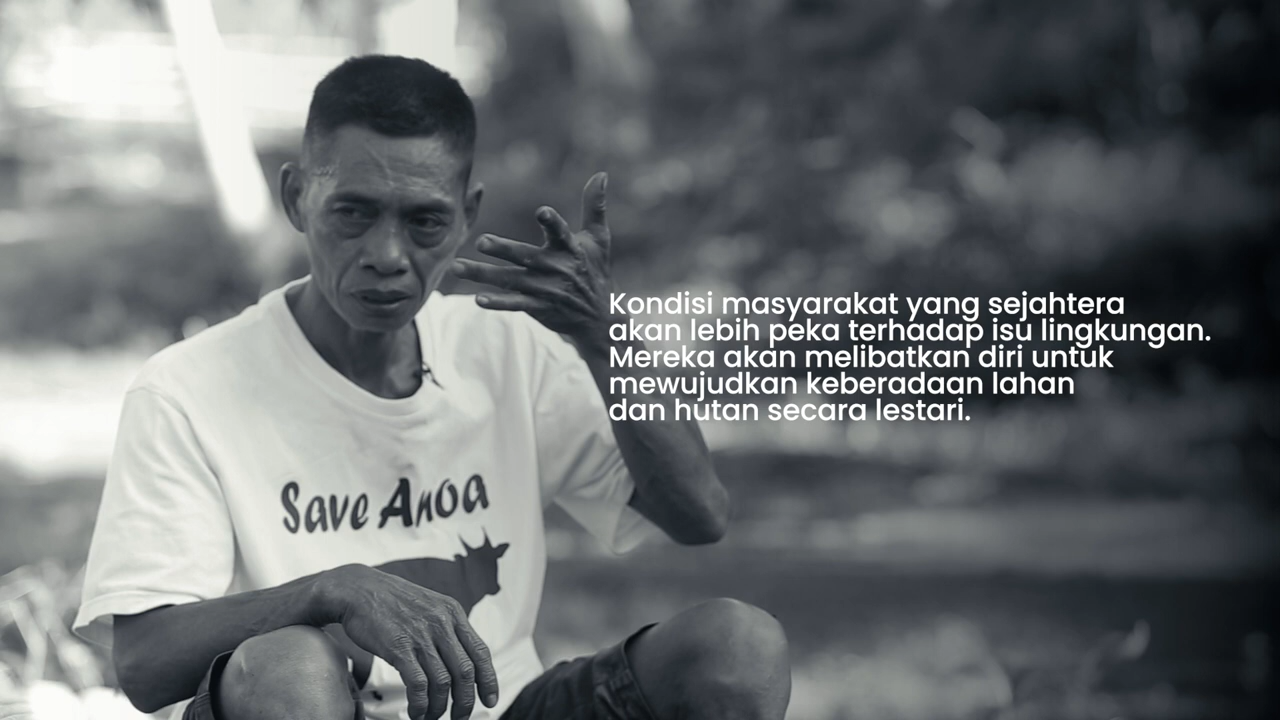 Kondisi masyarakat yang sejahtera
akan lebih peka terhadap isu lingkungan.
Mereka akan melibatkan diri untuk
mewujudkan keberadaan lahan
dan hutan secara lestari.
Save Anoa